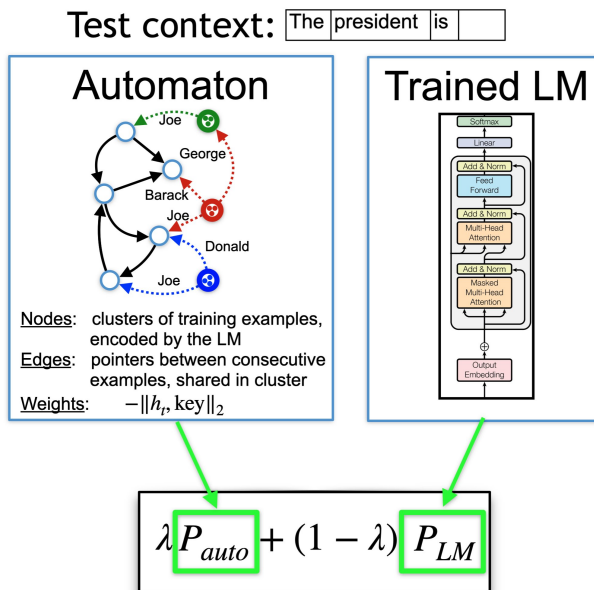 Test context: The president is
Automaton
Joe
George
Barack
Joe
Donald
Joe
Nodes: clusters of training examples,
encoded by the LM
Edges: pointers between consecutive
examples, shared in cluster
Weights: −∥hₜ, key∥₂
Trained LM
Softmax
Linear
Add & Norm
Feed
Forward
Add & Norm
Multi-Head
Attention
Add & Norm
Masked
Multi-Head
Attention
Output
Embedding
λP_auto + (1 − λ) P_LM